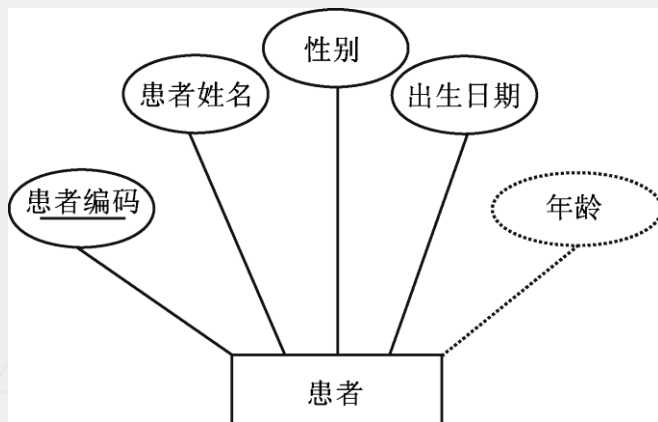 性别
患者姓名
出生日期
患者编码
年龄
患者